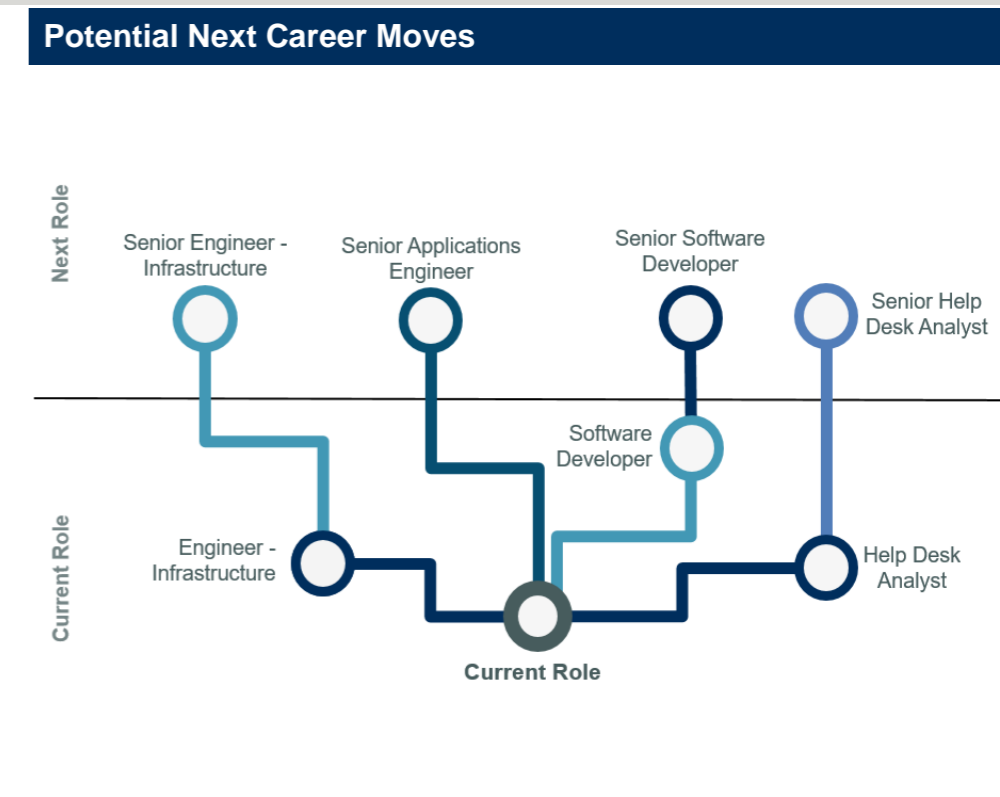 Potential Next Career Moves
Next Role
Senior Engineer -
Infrastructure
Senior Applications
Engineer
Senior Software
Developer
Senior Help
Desk Analyst
Software
Developer
Current Role
Engineer -
Infrastructure
Help Desk
Analyst
Current Role